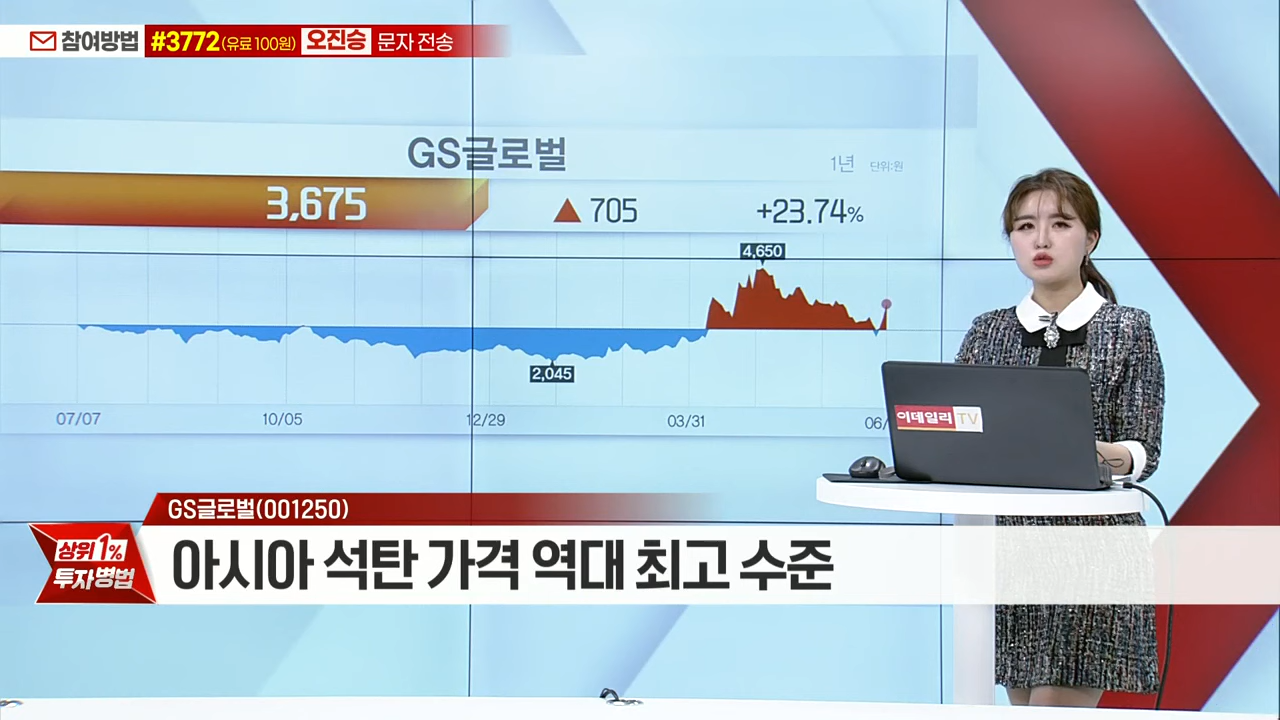 참여방법 #3772(유료 100원) 오진승 문자 전송
GS글로벌
1년 단위:원
3,675 ▲ 705 +23.74%
4,650
2,045
07/07 10/05 12/29 03/31 06/
이데일리TV
GS글로벌(001250)
상위 1%
투자병법
아시아 석탄 가격 역대 최고 수준